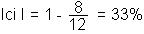 Ici I = 1 - 8/12 = 33%